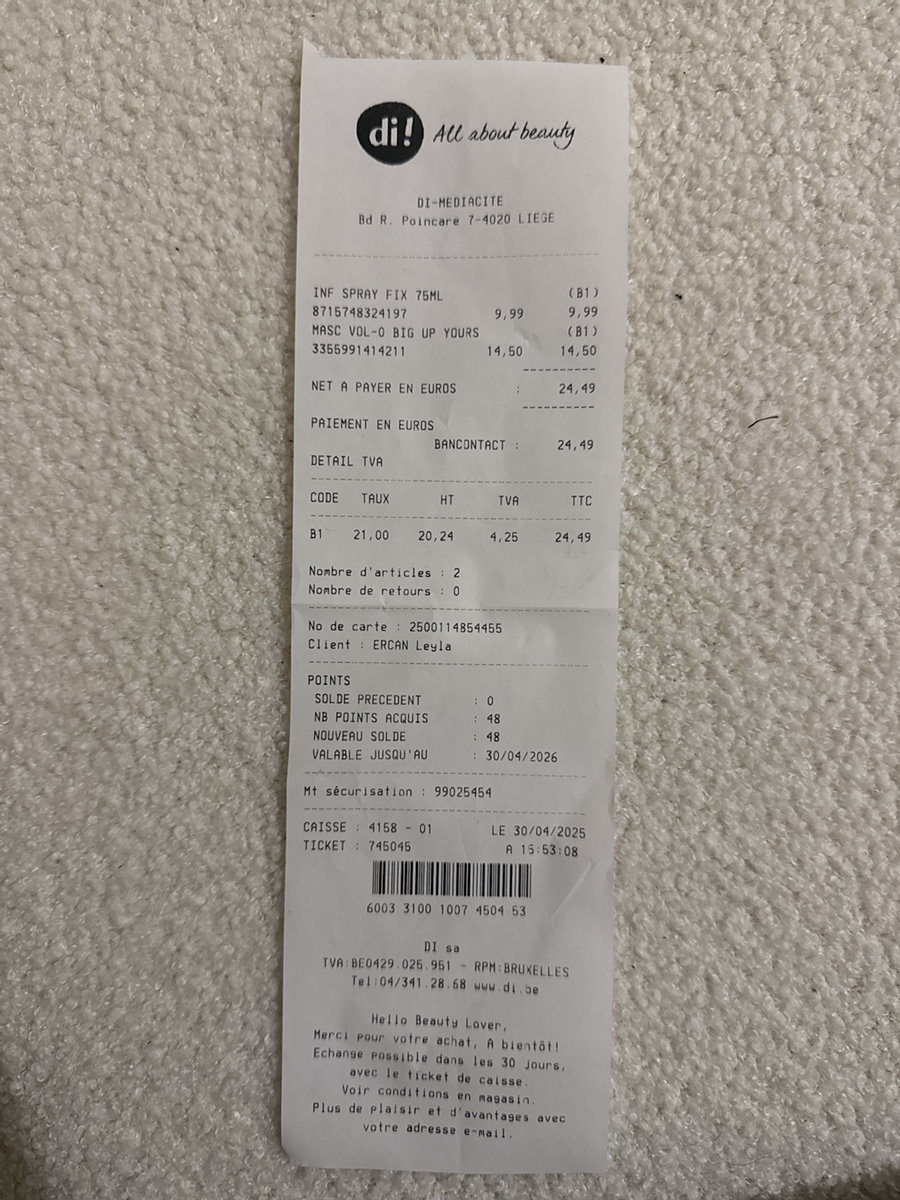 di! All about beauty
DI-MEDIACITE
Bd R. Poincare 7-4020 LIEGE
INF SPRAY FIX 75ML (B1)
8715748324197 9,99 9,99
MASC VOL-O BIG UP YOURS (B1)
3355991414211 14,50 14,50
NET A PAYER EN EUROS : 24,49
PAIEMENT EN EUROS
BANCONTACT : 24,49
DETAIL TVA
CODE TAUX HT TVA TTC
B1 21,00 20,24 4,25 24,49
Nombre d'articles : 2
Nombre de retours : 0
No de carte : 2500114854455
Client : ERCAN Leyla
POINTS
SOLDE PRECEDENT : 0
NB POINTS ACQUIS : 48
NOUVEAU SOLDE : 48
VALABLE JUSQU'AU : 30/04/2026
Mt sécurisation : 99025454
CAISSE : 4158 - 01 LE 30/04/2025
TICKET : 745045 A 15:53:08
6003 3100 1007 4504 53
DI sa
TVA:BE0429.025.951 - RPM:BRUXELLES
Tel:04/341.28.68 www.di.be
Hello Beauty Lover,
Merci pour votre achat, A bientôt!
Echange possible dans les 30 jours,
avec le ticket de caisse.
Voir conditions en magasin.
Plus de plaisir et d'avantages avec
votre adresse e-mail.